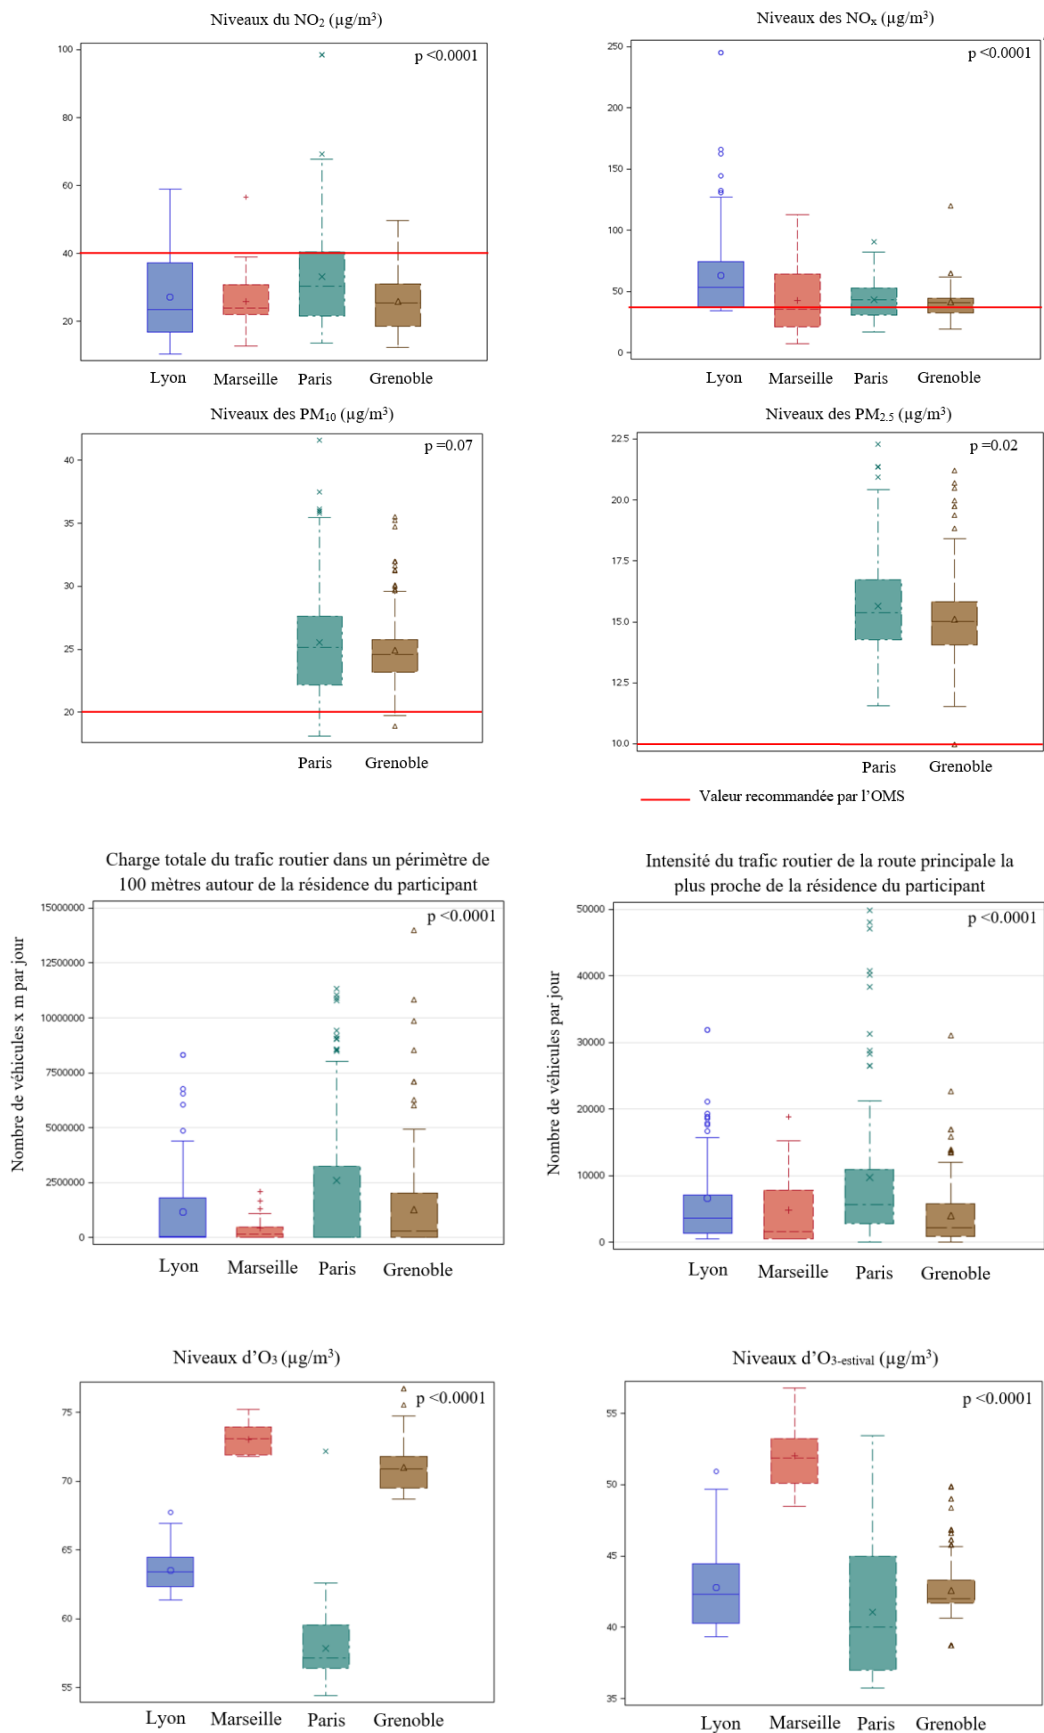 Niveaux du NO₂ (µg/m³)
p <0.0001
100
80
60
40
20
Lyon Marseille Paris Grenoble
Niveaux des NOₓ (µg/m³)
p <0.0001
250
200
150
100
50
0
Lyon Marseille Paris Grenoble
Niveaux des PM₁₀ (µg/m³)
p =0.07
40
35
30
25
20
Paris Grenoble
Niveaux des PM₂.₅ (µg/m³)
p =0.02
22.5
20.0
17.5
15.0
12.5
10.0
Paris Grenoble
Valeur recommandée par l'OMS
Charge totale du trafic routier dans un périmètre de
100 mètres autour de la résidence du participant
p <0.0001
Nombre de véhicules x m par jour
15000000
12500000
10000000
7500000
5000000
2500000
0
Lyon Marseille Paris Grenoble
Intensité du trafic routier de la route principale la
plus proche de la résidence du participant
p <0.0001
Nombre de véhicules par jour
50000
40000
30000
20000
10000
0
Lyon Marseille Paris Grenoble
Niveaux d'O₃ (µg/m³)
p <0.0001
75
70
65
60
55
Lyon Marseille Paris Grenoble
Niveaux d'O₃-estival (µg/m³)
p <0.0001
55
50
45
40
35
Lyon Marseille Paris Grenoble